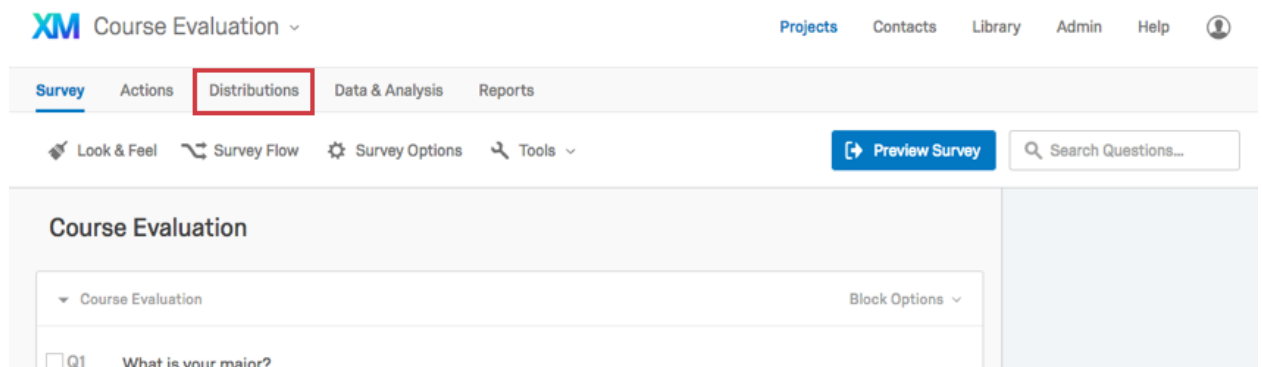 XM Course Evaluation Projects Contacts Library Admin Help
Survey Actions Distributions Data & Analysis Reports
Look & Feel Survey Flow Survey Options Tools Preview Survey Search Questions...
Course Evaluation
Course Evaluation Block Options
Q1 What is your major?